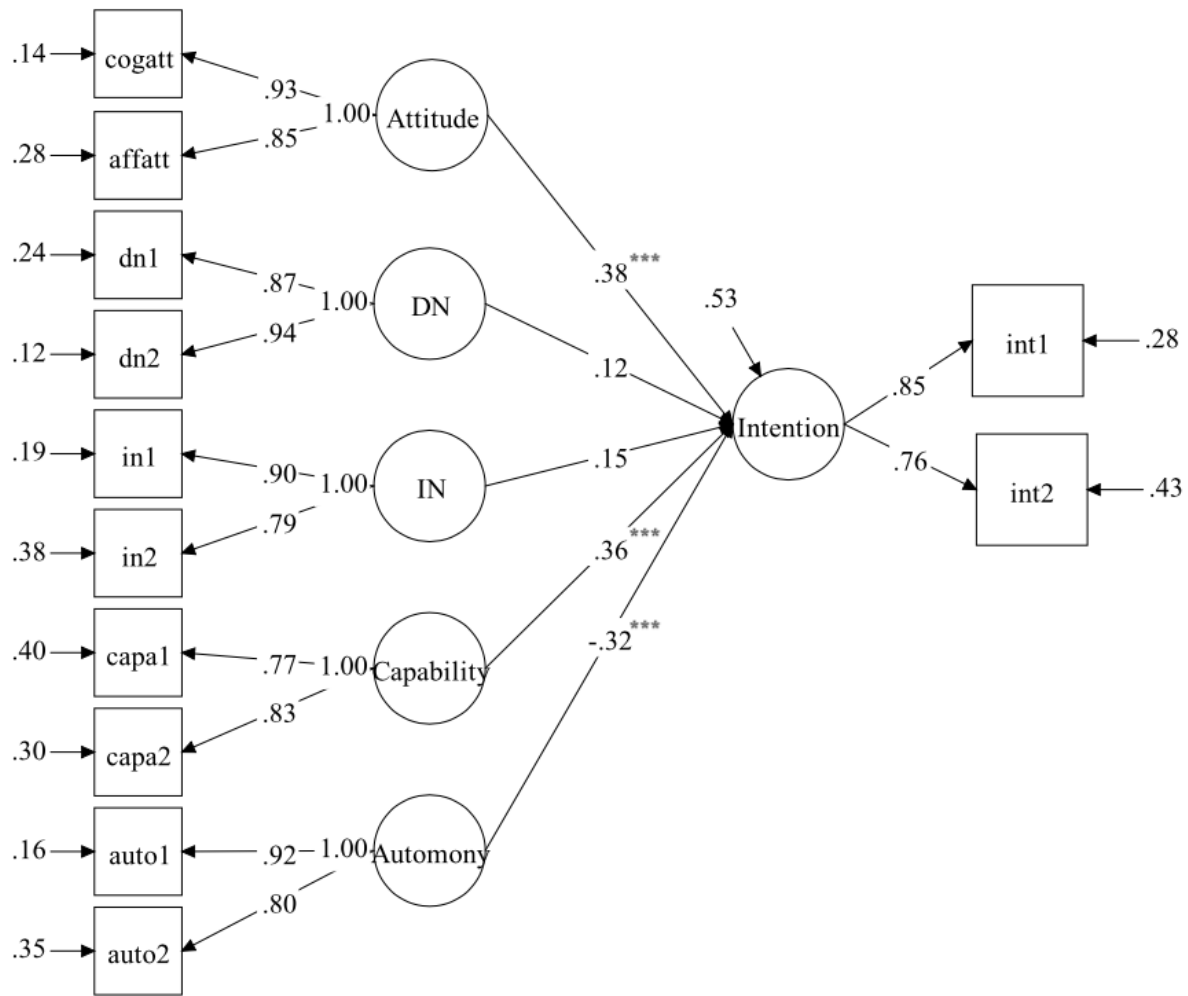 .14
cogatt
.93
1.00
Attitude
.85
.28
affatt
.24
dn1
.87
1.00
DN
.94
.12
dn2
.19
in1
.90
1.00
IN
.79
.38
in2
.40
capa1
.77
1.00
Capability
.83
.30
capa2
.16
auto1
.92
1.00
Automony
.80
.35
auto2
.38***
.12
.15
.36***
-.32***
.53
Intention
.85
int1
.28
.76
int2
.43